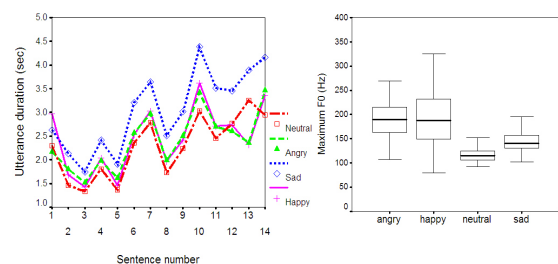 Utterance duration (sec)
5.0
4.5
4.0
3.5
3.0
2.5
2.0
1.5
1.0
1 3 5 7 9 11 13
2 4 6 8 10 12 14
Sentence number
Neutral
Angry
Sad
Happy
Maximum F0 (Hz)
400
350
300
250
200
150
100
50
0
angry happy neutral sad